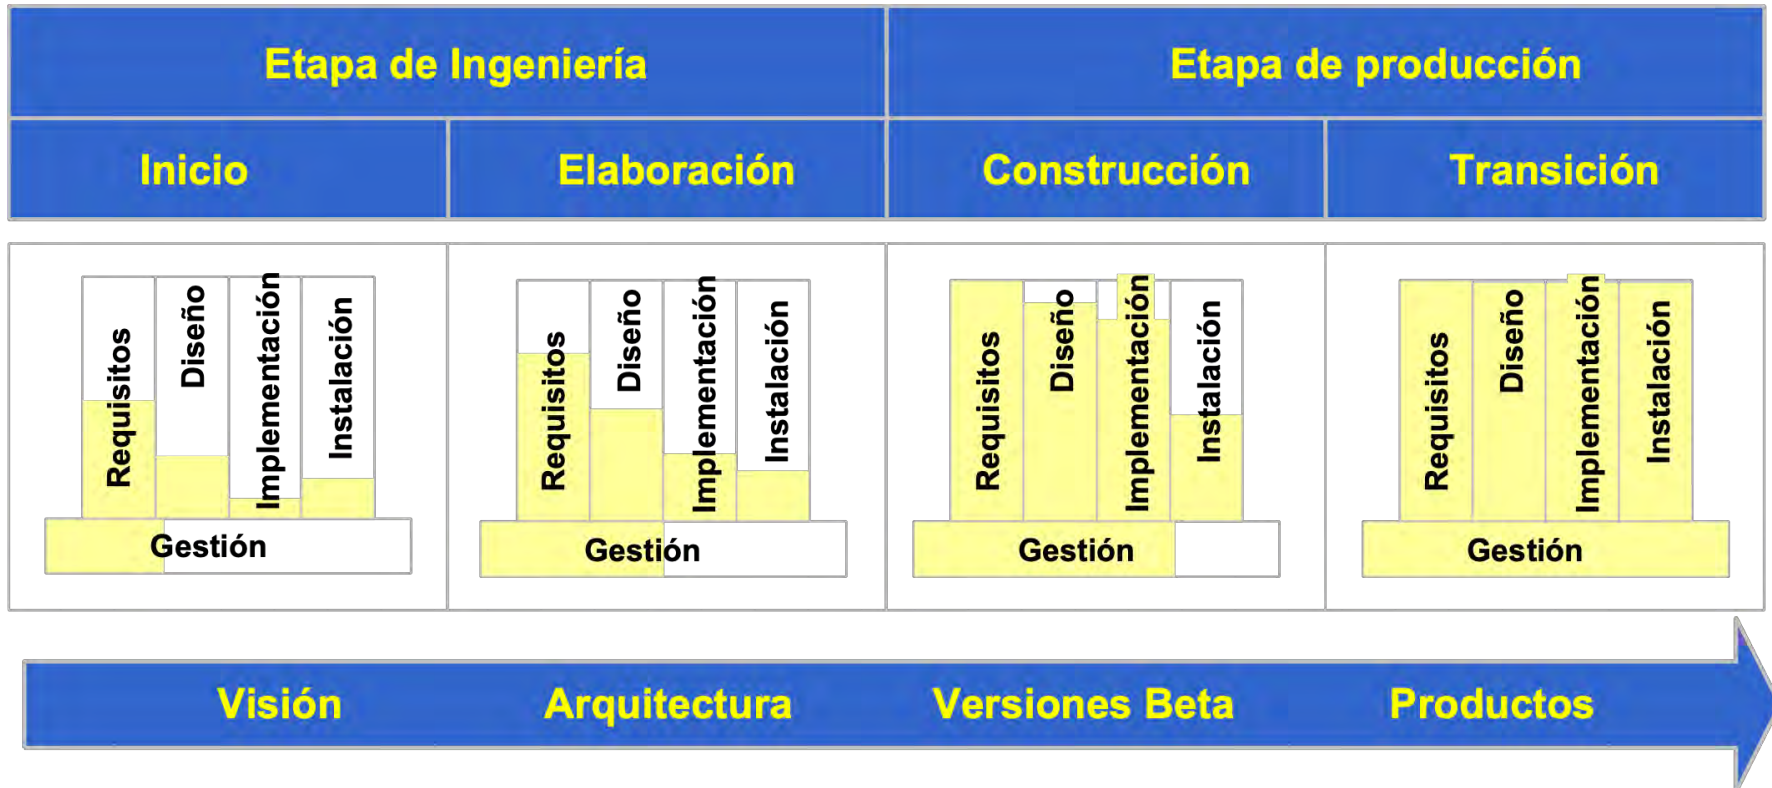 Etapa de Ingeniería
Etapa de producción
Inicio
Elaboración
Construcción
Transición
Requisitos
Diseño
Implementación
Instalación
Gestión
Requisitos
Diseño
Implementación
Instalación
Gestión
Requisitos
Diseño
Implementación
Instalación
Gestión
Requisitos
Diseño
Implementación
Instalación
Gestión
Visión
Arquitectura
Versiones Beta
Productos